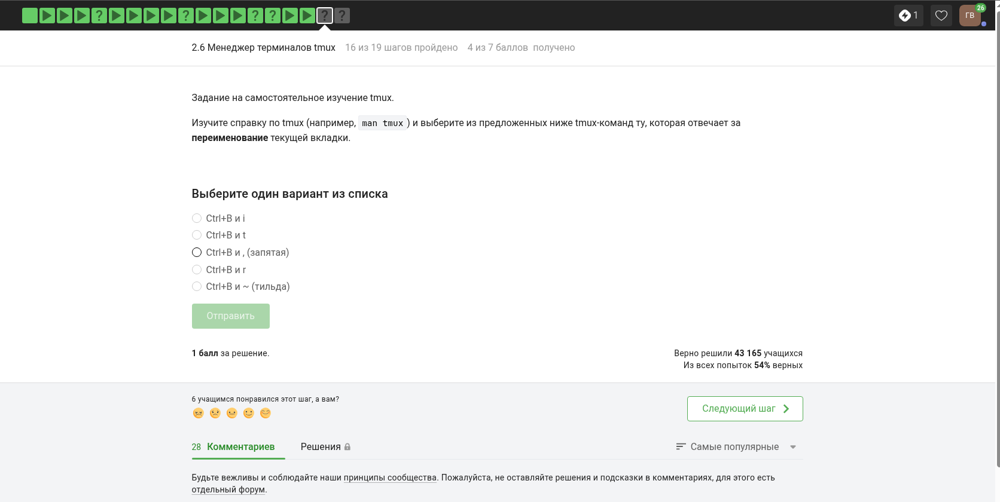 ? ? ? ? ? ? 1 ГВ 26
2.6 Менеджер терминалов tmux 16 из 19 шагов пройдено 4 из 7 баллов получено
Задание на самостоятельное изучение tmux.
Изучите справку по tmux (например, man tmux ) и выберите из предложенных ниже tmux-команд ту, которая отвечает за
переименование текущей вкладки.
Выберите один вариант из списка
Ctrl+B и i
Ctrl+B и t
Ctrl+B и , (запятая)
Ctrl+B и r
Ctrl+B и ~ (тильда)
Отправить
1 балл за решение.
Верно решили 43 165 учащихся
Из всех попыток 54% верных
6 учащимся понравился этот шаг, а вам?
Следующий шаг
28 Комментариев Решения Самые популярные
Будьте вежливы и соблюдайте наши принципы сообщества. Пожалуйста, не оставляйте решения и подсказки в комментариях, для этого есть
отдельный форум.